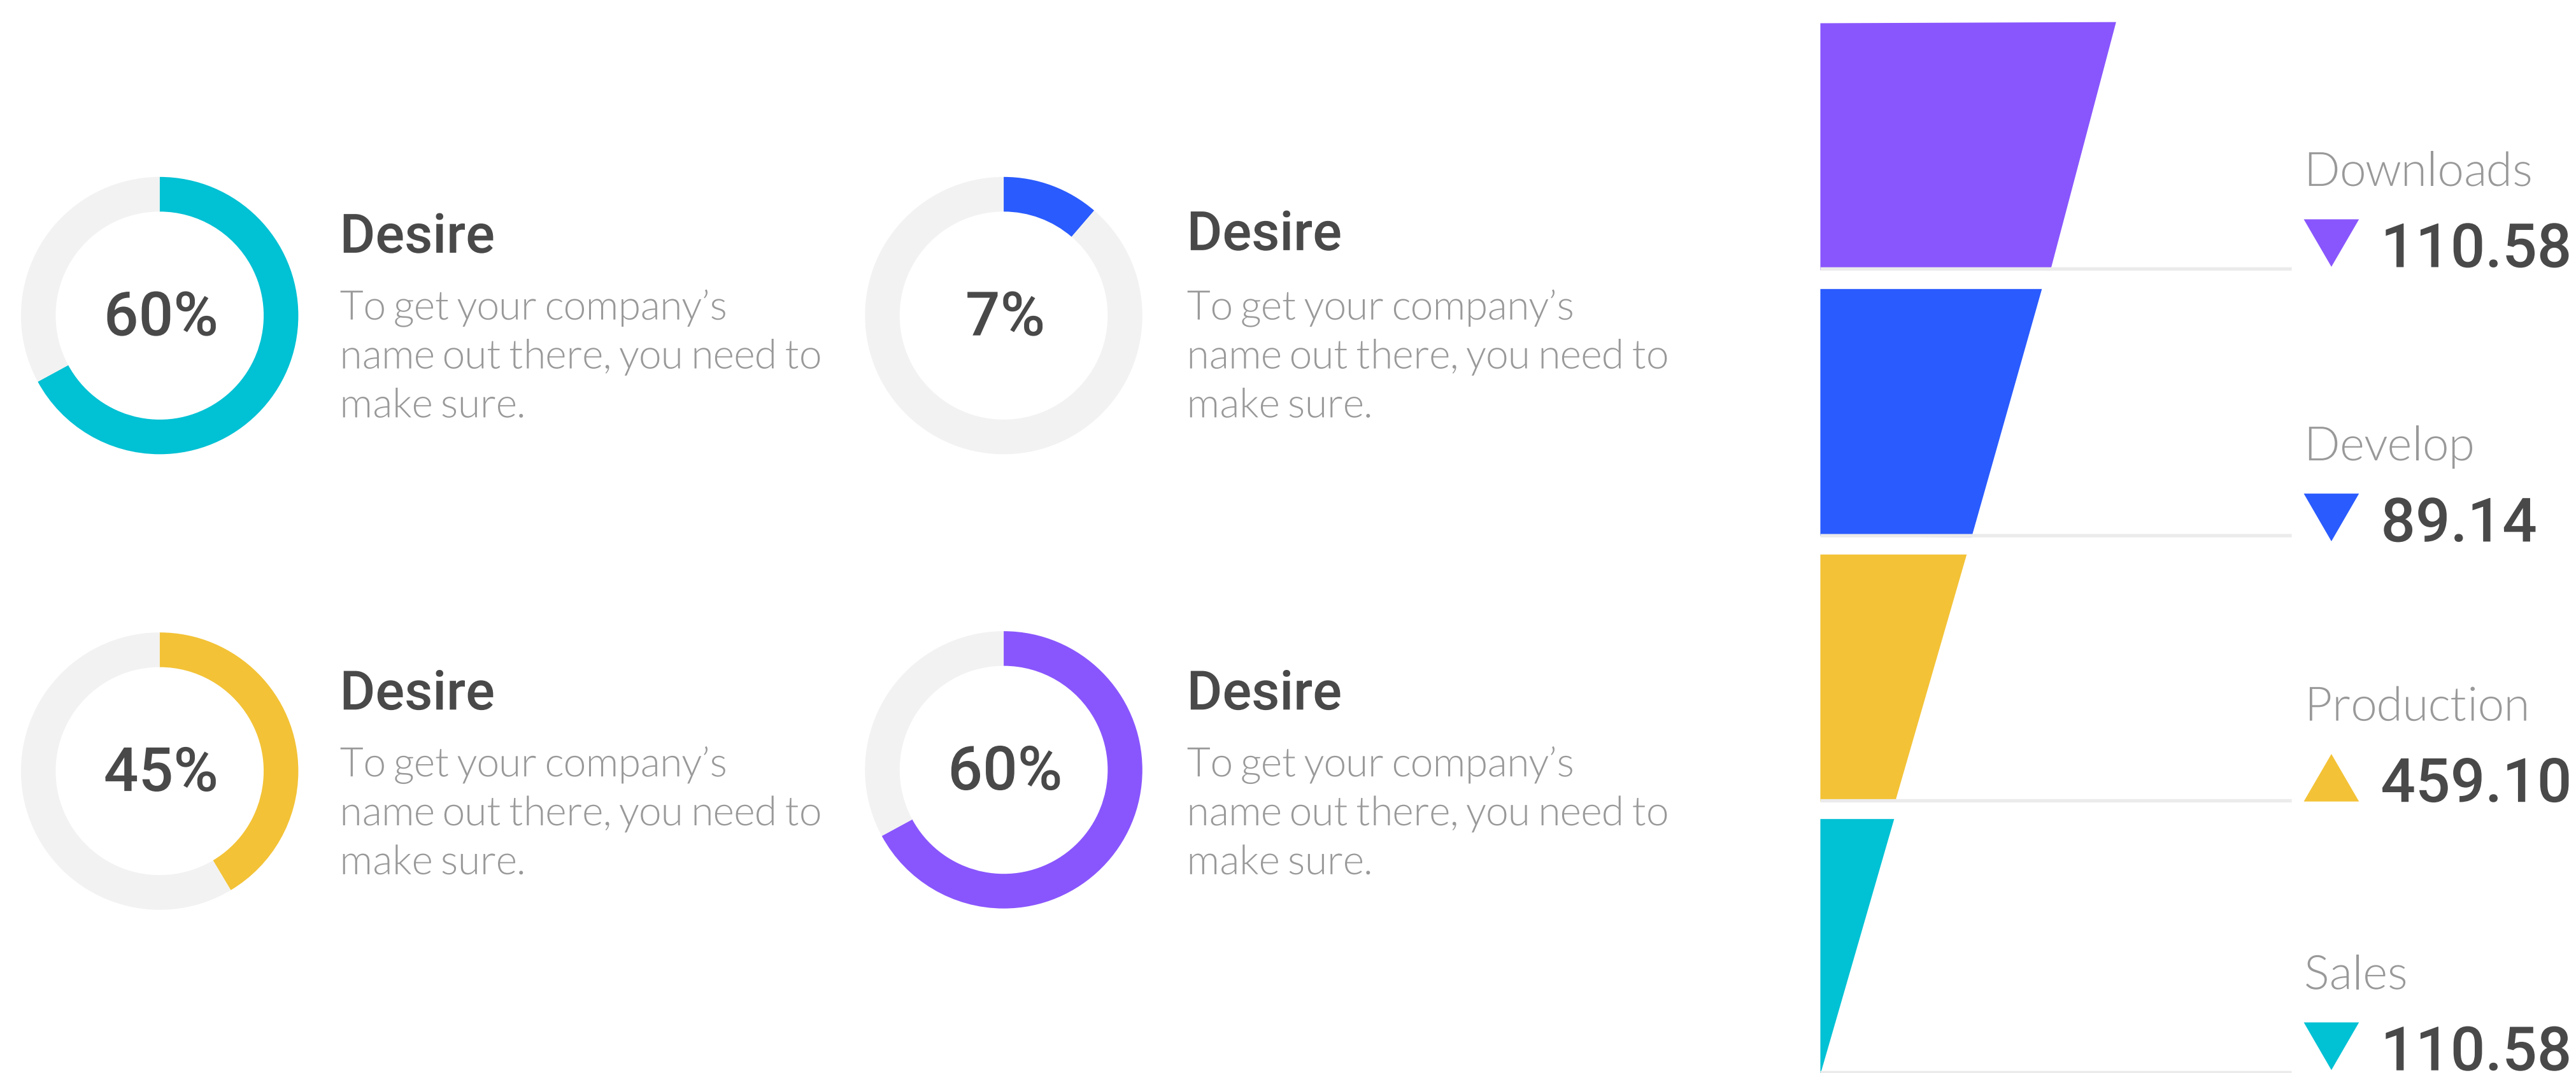 60%
Desire
To get your company’s
name out there, you need to
make sure.
7%
Desire
To get your company’s
name out there, you need to
make sure.
45%
Desire
To get your company’s
name out there, you need to
make sure.
60%
Desire
To get your company’s
name out there, you need to
make sure.
Downloads
110.58
Develop
89.14
Production
459.10
Sales
110.58